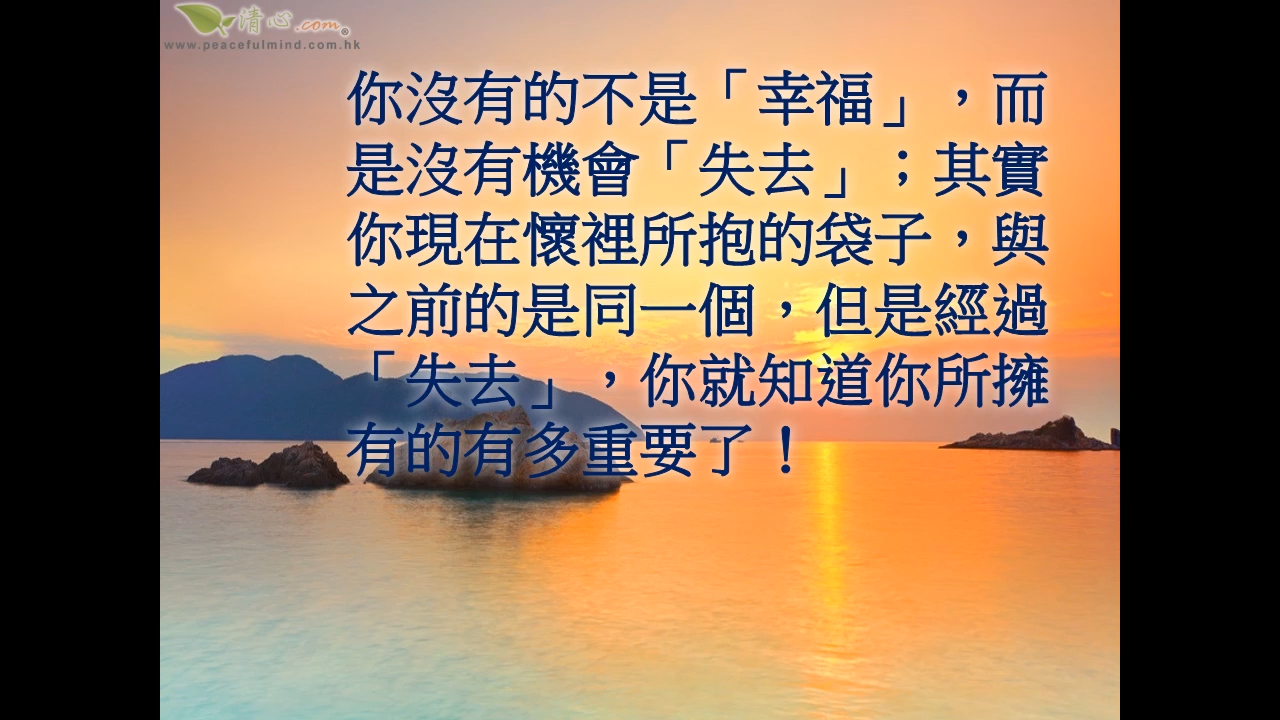 清心.com®
www.peacefulmind.com.hk
你沒有的不是「幸福」，而
是沒有機會「失去」；其實
你現在懷裡所抱的袋子，與
之前的是同一個，但是經過
「失去」，你就知道你所擁
有的有多重要了！